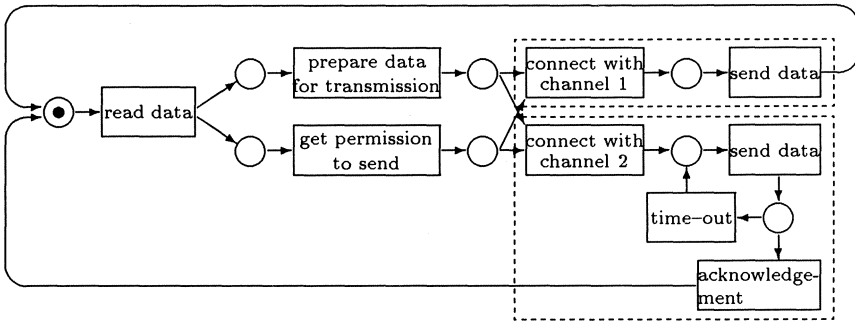 prepare data
for transmission
connect with
channel 1
send data
read data
get permission
to send
connect with
channel 2
send data
time-out
acknowledge-
ment